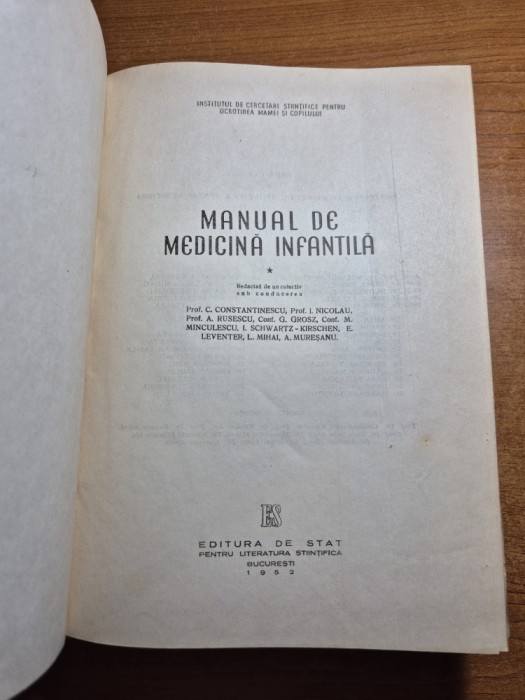 INSTITUTUL DE CERCETARI STIINTIFICE PENTRU
OCROTIREA MAMEI SI COPILULUI
MANUAL DE
MEDICINĂ INFANTILĂ
★
Redactat de un colectiv
sub conducerea
Prof. C. CONSTANTINESCU, Prof. I. NICOLAU,
Prof. A. RUSESCU, Conf. G. GROSZ, Conf. M.
MINCULESCU, I. SCHWARTZ-KIRSCHEN, E.
LEVENTER, L. MIHAI, A. MUREȘANU.
ES
EDITURA DE STAT
PENTRU LITERATURA STIINȚIFICA
BUCUREȘTI
1952